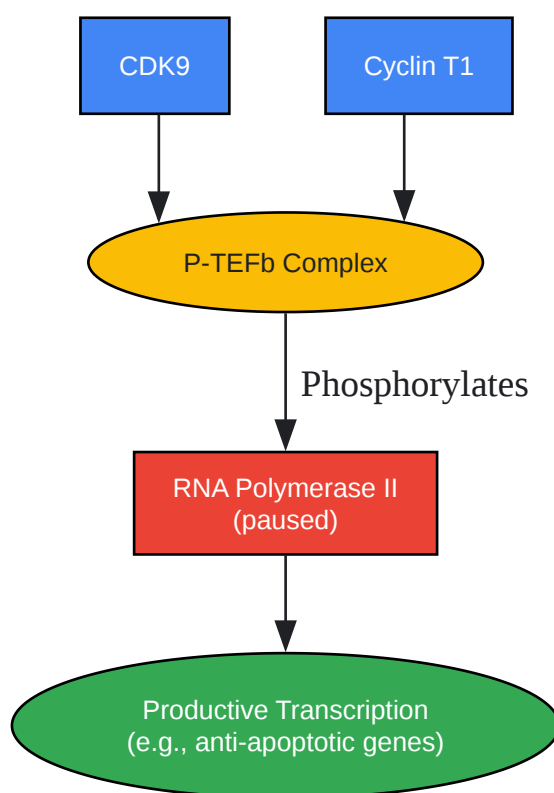 CDK9
Cyclin T1
P-TEFb Complex
Phosphorylates
RNA Polymerase II
(paused)
Productive Transcription
(e.g., anti-apoptotic genes)